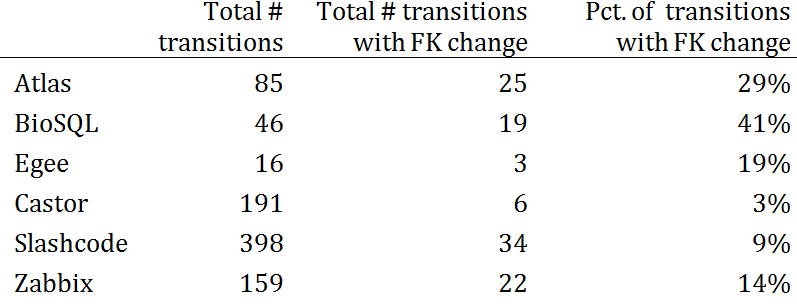 Total # Total # transitions Pct. of transitions
transitions with FK change with FK change
Atlas 85 25 29%
BioSQL 46 19 41%
Egee 16 3 19%
Castor 191 6 3%
Slashcode 398 34 9%
Zabbix 159 22 14%